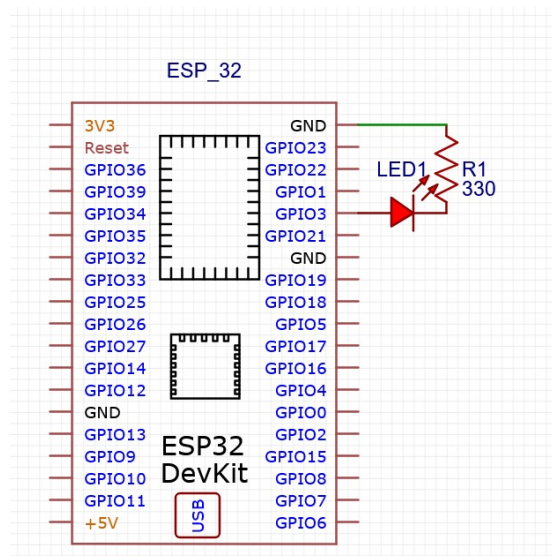 ESP_32
3V3 GND
Reset GPIO23
GPIO36 GPIO22
GPIO39 GPIO1
GPIO34 GPIO3
GPIO35 GPIO21
GPIO32 GND
GPIO33 GPIO19
GPIO25 GPIO18
GPIO26 GPIO5
GPIO27 GPIO17
GPIO14 GPIO16
GPIO12 GPIO4
GND GPIO0
GPIO13 GPIO2
GPIO9 GPIO15
GPIO10 GPIO8
GPIO11 GPIO7
+5V GPIO6
ESP32
DevKit
USB
LED1 R1
330